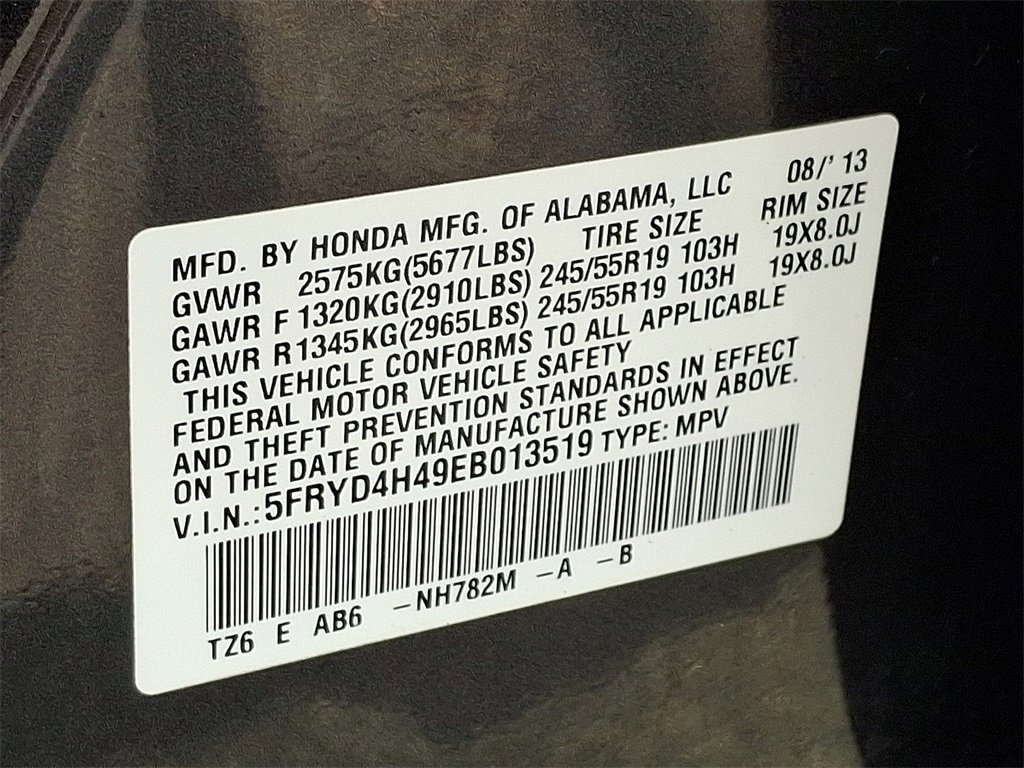 MFD. BY HONDA MFG. OF ALABAMA, LLC 08/' 13
GVWR 2575KG(5677LBS) TIRE SIZE RIM SIZE
GAWR F 1320KG(2910LBS) 245/55R19 103H 19X8.0J
GAWR R 1345KG(2965LBS) 245/55R19 103H 19X8.0J
THIS VEHICLE CONFORMS TO ALL APPLICABLE
FEDERAL MOTOR VEHICLE SAFETY
AND THEFT PREVENTION STANDARDS IN EFFECT
ON THE DATE OF MANUFACTURE SHOWN ABOVE.
V.I.N.: 5FRYD4H49EB013519 TYPE: MPV
TZ6 E AB6 -NH782M -A -B